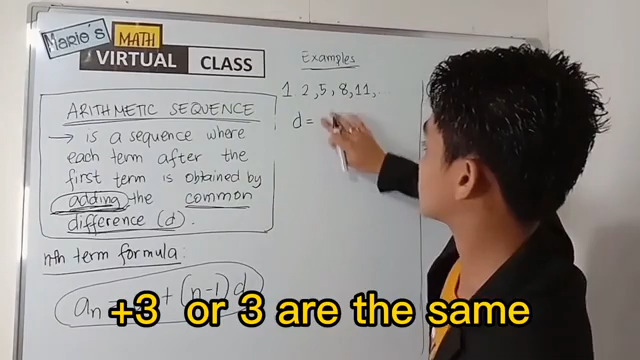 Mario's
MATH
VIRTUAL CLASS
ARITHMETIC SEQUENCE
→ is a sequence where
each term after the
first term is obtained by
adding the common
difference (d).
nth term formula:
an = + (n-1) d
Examples
1 2, 5, 8, 11, ...
d =
+3 or 3 are the same